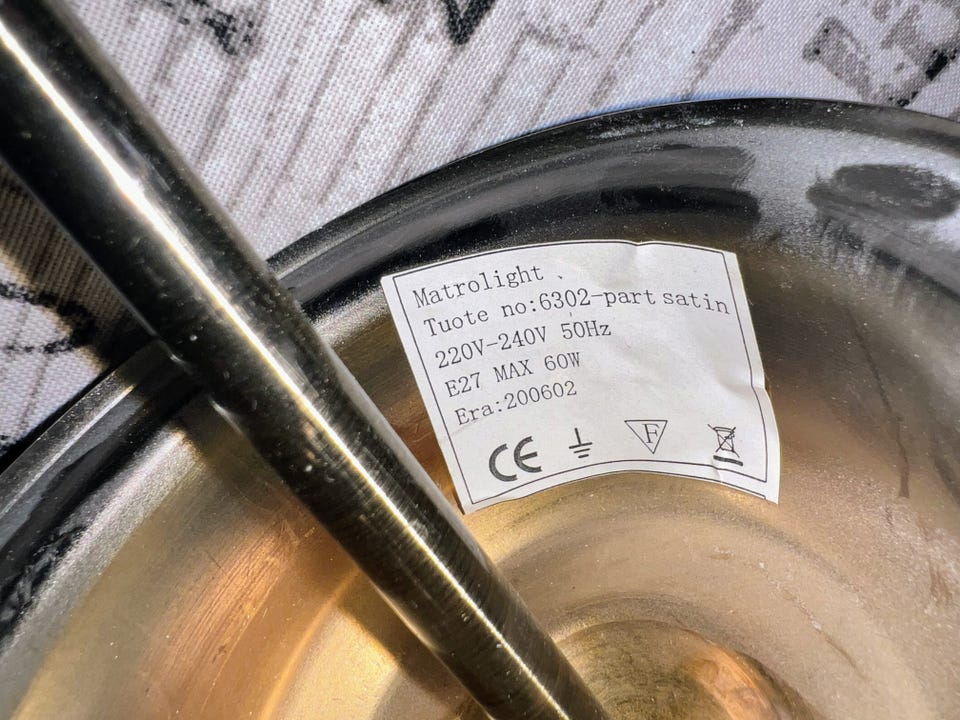 Matrolight
Tuote no:6302-part satin
220V-240V 50Hz
E27 MAX 60W
Era:200602
CE
F